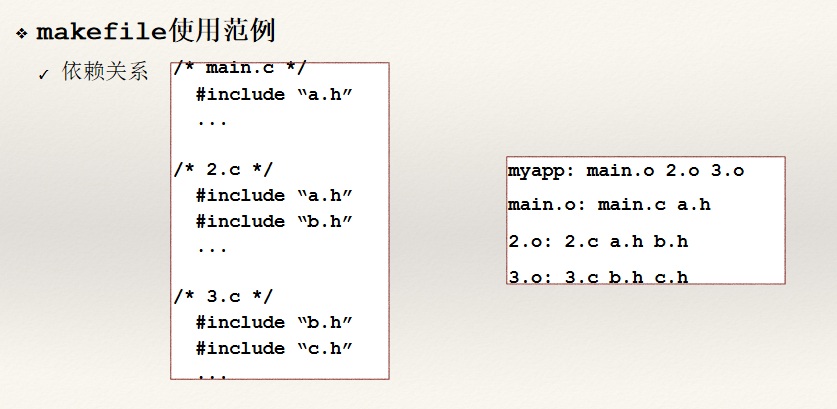 ❖ makefile使用范例
✓ 依赖关系
/* main.c */
#include “a.h”
...
/* 2.c */
#include “a.h”
#include “b.h”
...
/* 3.c */
#include “b.h”
#include “c.h”
...
myapp: main.o 2.o 3.o
main.o: main.c a.h
2.o: 2.c a.h b.h
3.o: 3.c b.h c.h